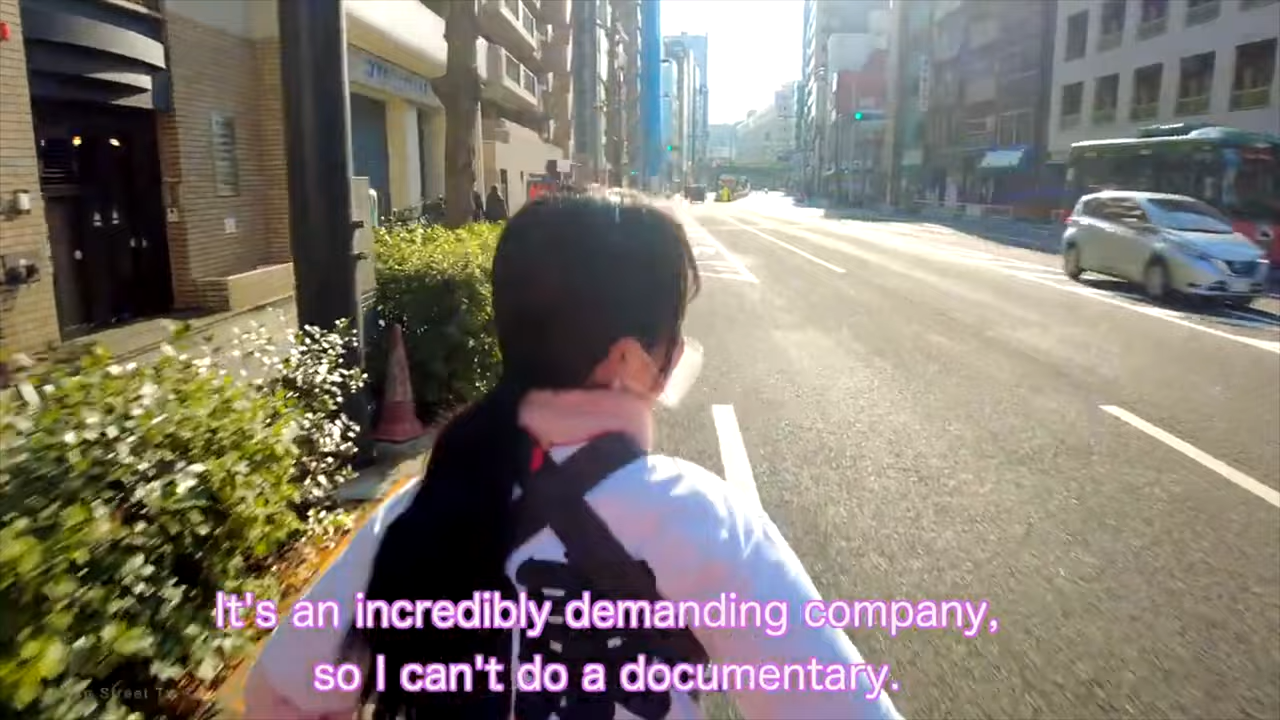 It's an incredibly demanding company,
so I can't do a documentary.